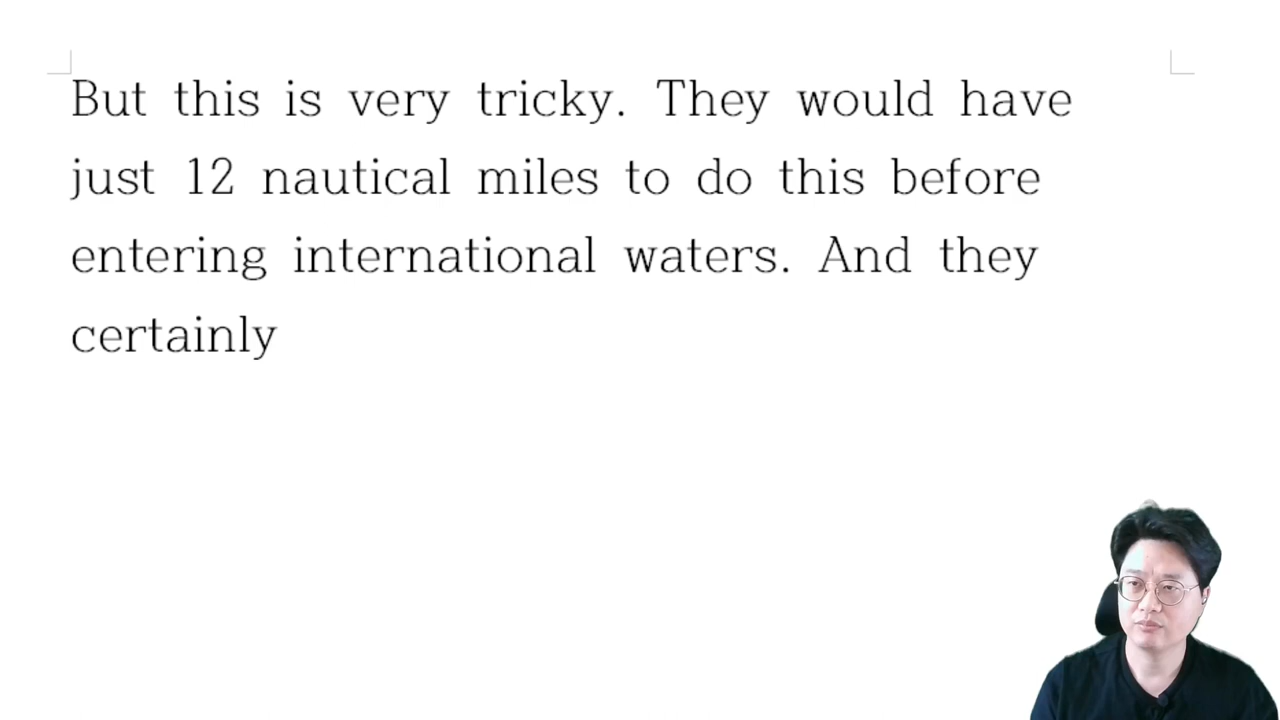 But this is very tricky. They would have
just 12 nautical miles to do this before
entering international waters. And they
certainly